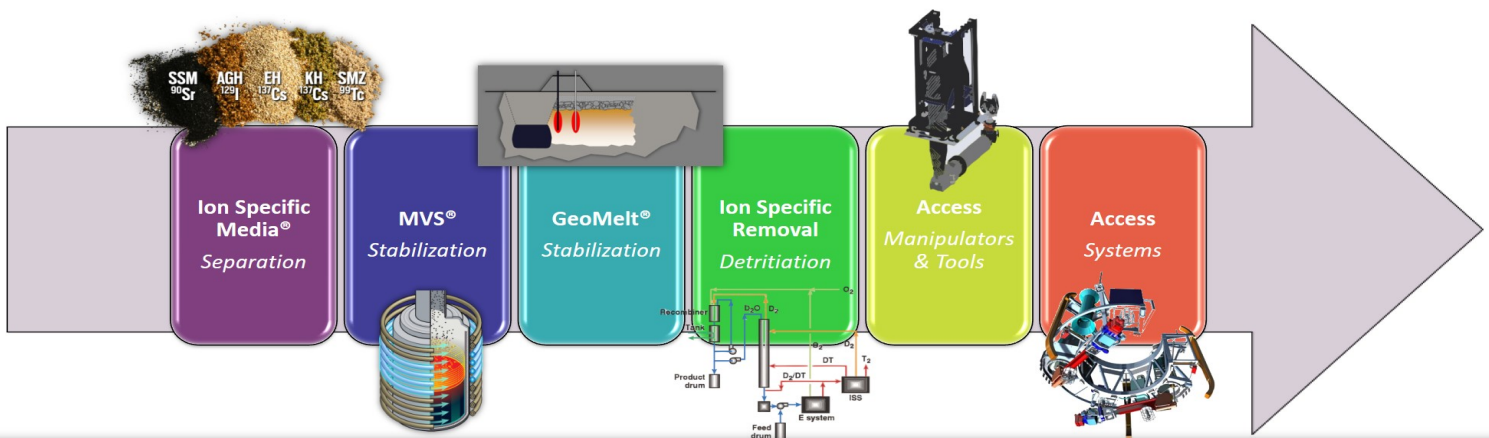 SSM
90Sr
AGH
129I
EH
137Cs
KH
137Cs
SMZ
99Tc
Ion Specific
Media®
Separation
MVS®
Stabilization
GeoMelt®
Stabilization
Ion Specific
Removal
Detritiation
Access
Manipulators
& Tools
Access
Systems
O2
D2O
D2
Recombiner
Tank
O2
D2
DT
T2
Product
drum
D2/DT
ISS
E system
Feed
drum